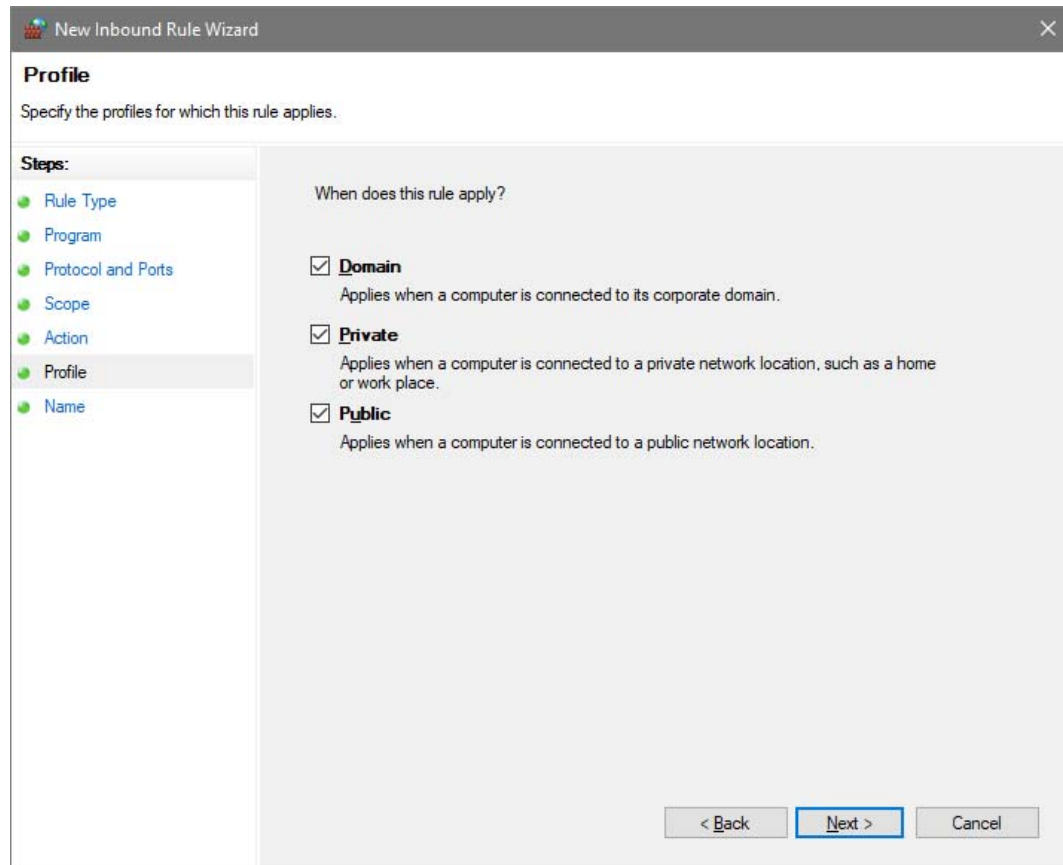 New Inbound Rule Wizard
Profile
Specify the profiles for which this rule applies.
Steps:
Rule Type
Program
Protocol and Ports
Scope
Action
Profile
Name
When does this rule apply?
Domain
Applies when a computer is connected to its corporate domain.
Private
Applies when a computer is connected to a private network location, such as a home
or work place.
Public
Applies when a computer is connected to a public network location.
< Back
Next >
Cancel